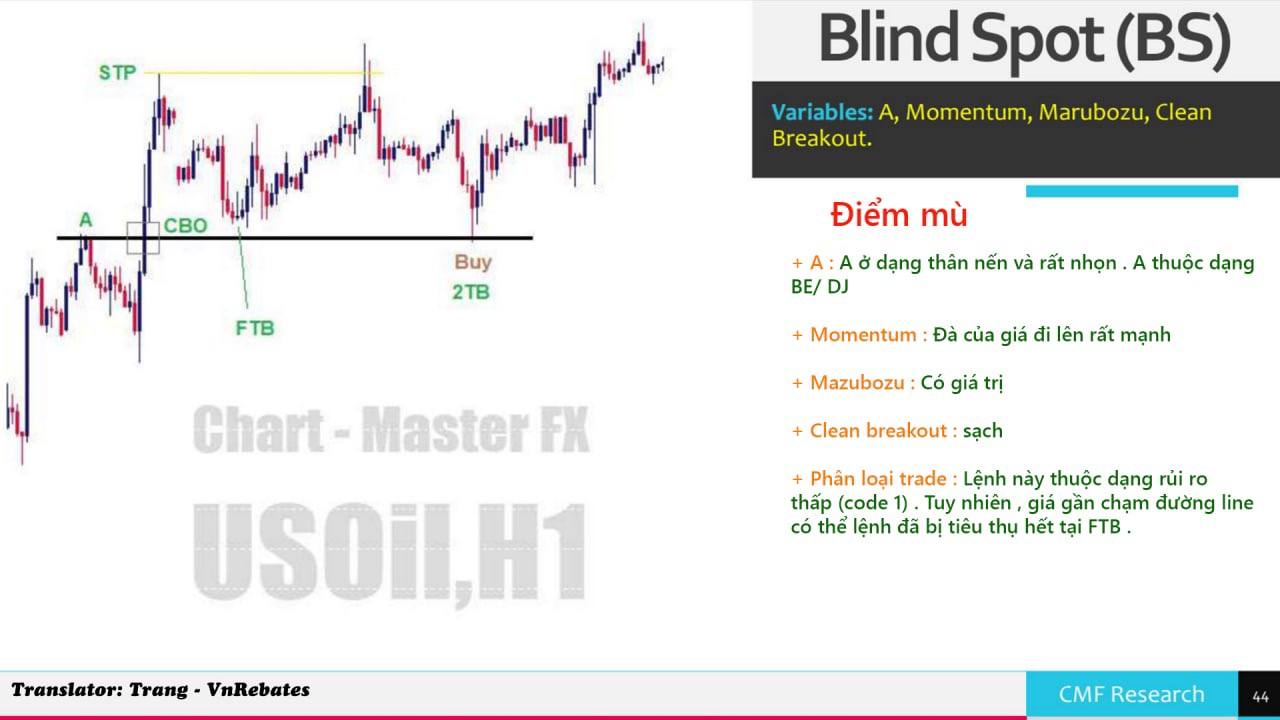 Blind Spot (BS)
Variables: A, Momentum, Marubozu, Clean
Breakout.
Điểm mù
+ A : A ở dạng thân nến và rất nhọn . A thuộc dạng
BE/ DJ
+ Momentum : Đà của giá đi lên rất mạnh
+ Mazubozu : Có giá trị
+ Clean breakout : sạch
+ Phân loại trade : Lệnh này thuộc dạng rủi ro
thấp (code 1) . Tuy nhiên , giá gần chạm đường line
có thể lệnh đã bị tiêu thụ hết tại FTB .
STP
A
CBO
Buy
2TB
FTB
Chart - Master FX
USOil,H1
Translator: Trang - VnRebates
CMF Research
44